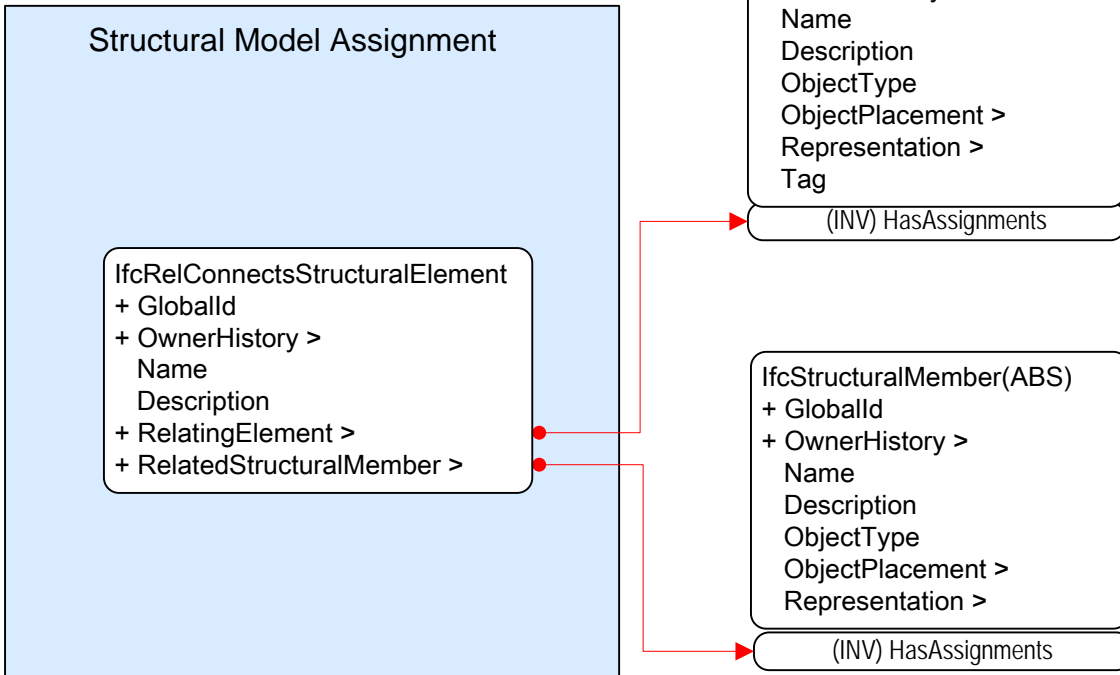 Structural Model Assignment
IfcRelConnectsStructuralElement
+ GlobalId
+ OwnerHistory >
Name
Description
+ RelatingElement >
+ RelatedStructuralMember >
Name
Description
ObjectType
ObjectPlacement >
Representation >
Tag
(INV) HasAssignments
IfcStructuralMember(ABS)
+ GlobalId
+ OwnerHistory >
Name
Description
ObjectType
ObjectPlacement >
Representation >
(INV) HasAssignments